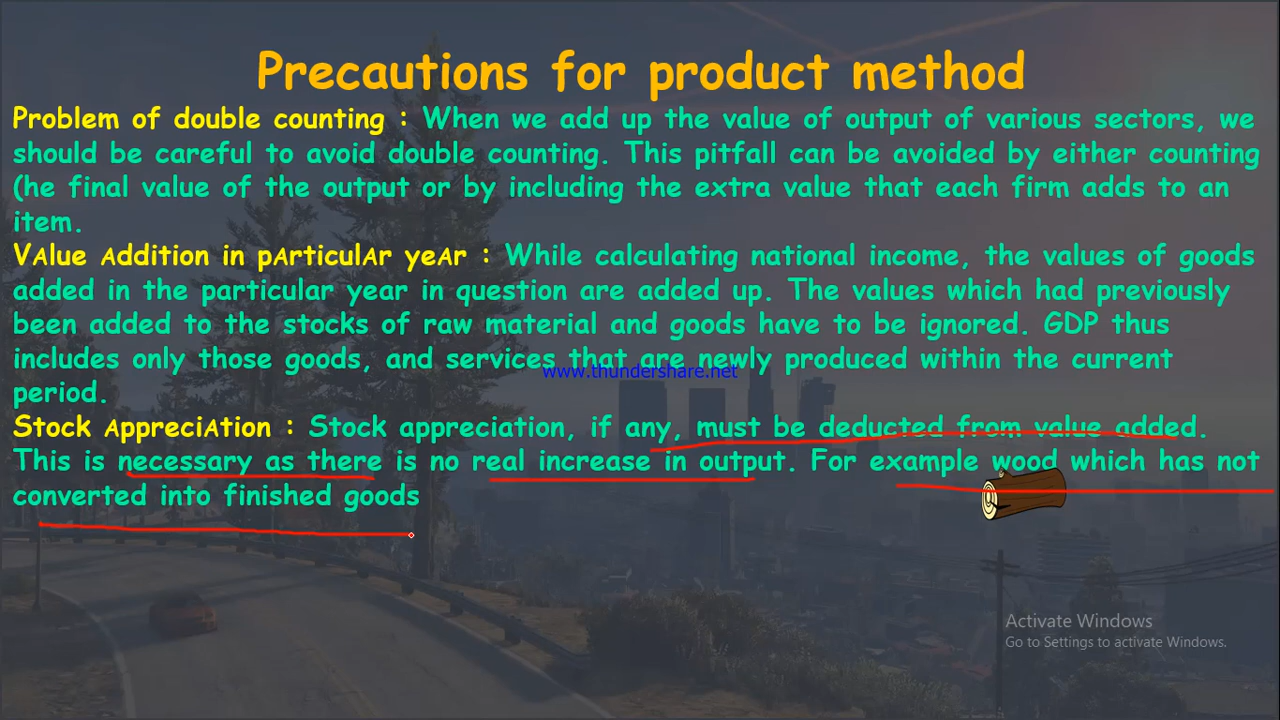 Precautions for product method
Problem of double counting : When we add up the value of output of various sectors, we
should be careful to avoid double counting. This pitfall can be avoided by either counting
(he final value of the output or by including the extra value that each firm adds to an
item.
VAlue Addition in pArticulAr yeAr : While calculating national income, the values of goods
added in the particular year in question are added up. The values which had previously
been added to the stocks of raw material and goods have to be ignored. GDP thus
includes only those goods, and services that are newly produced within the current
www.thundershare.net
period.
Stock AppreciAtion : Stock appreciation, if any, must be deducted from value added.
This is necessary as there is no real increase in output. For example wood which has not
converted into finished goods
Activate Windows
Go to Settings to activate Windows.